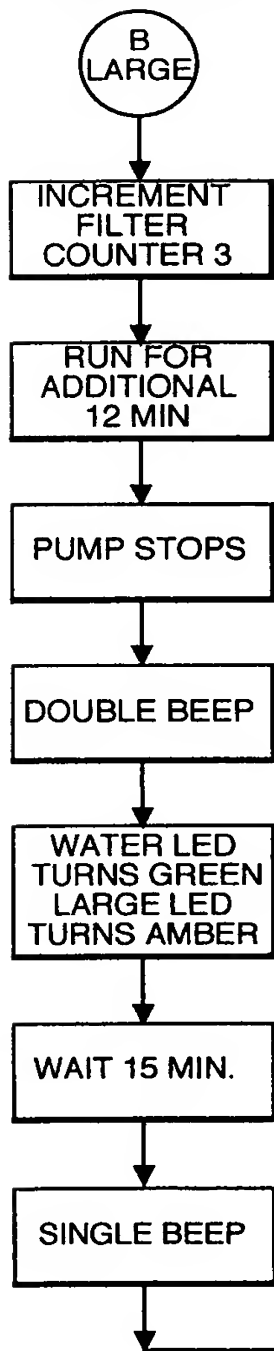 B
LARGE
INCREMENT
FILTER
COUNTER 3
RUN FOR
ADDITIONAL
12 MIN
PUMP STOPS
DOUBLE BEEP
WATER LED
TURNS GREEN
LARGE LED
TURNS AMBER
WAIT 15 MIN.
SINGLE BEEP